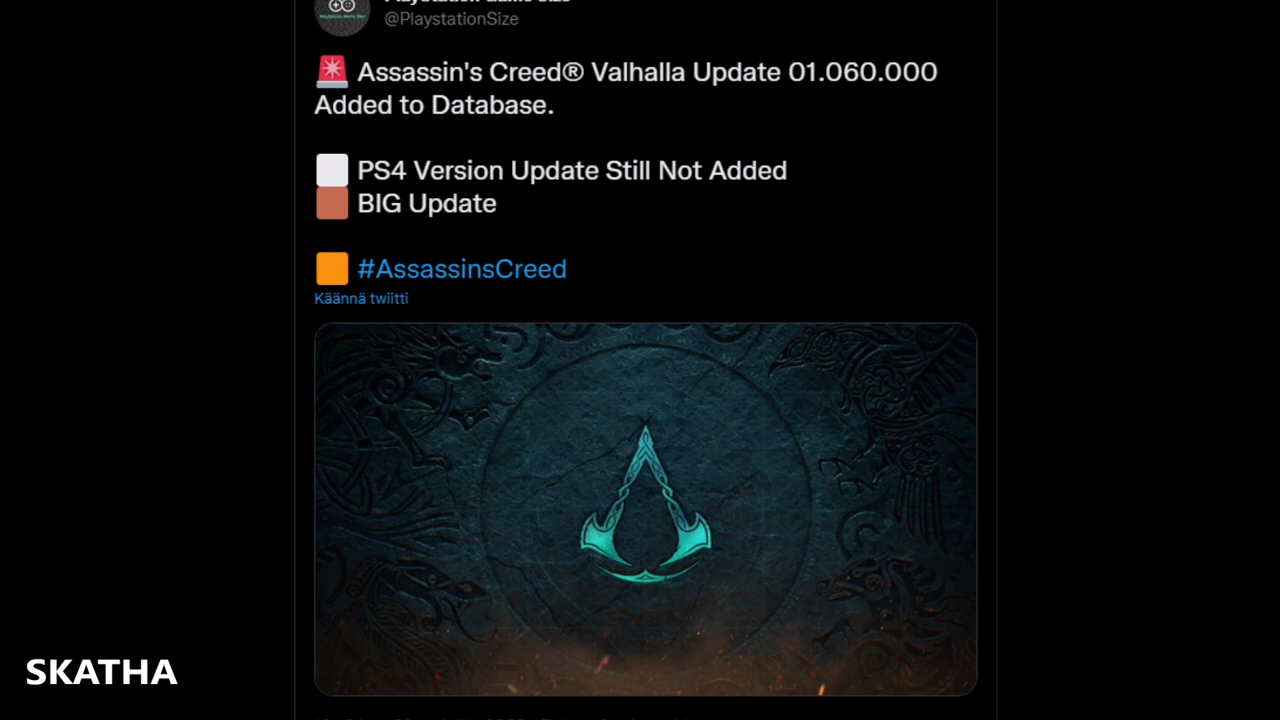 @PlaystationSize
🚨 Assassin's Creed® Valhalla Update 01.060.000
Added to Database.
⬜ PS4 Version Update Still Not Added
🟫 BIG Update
🟧 #AssassinsCreed
Käännä twiitti
SKATHA